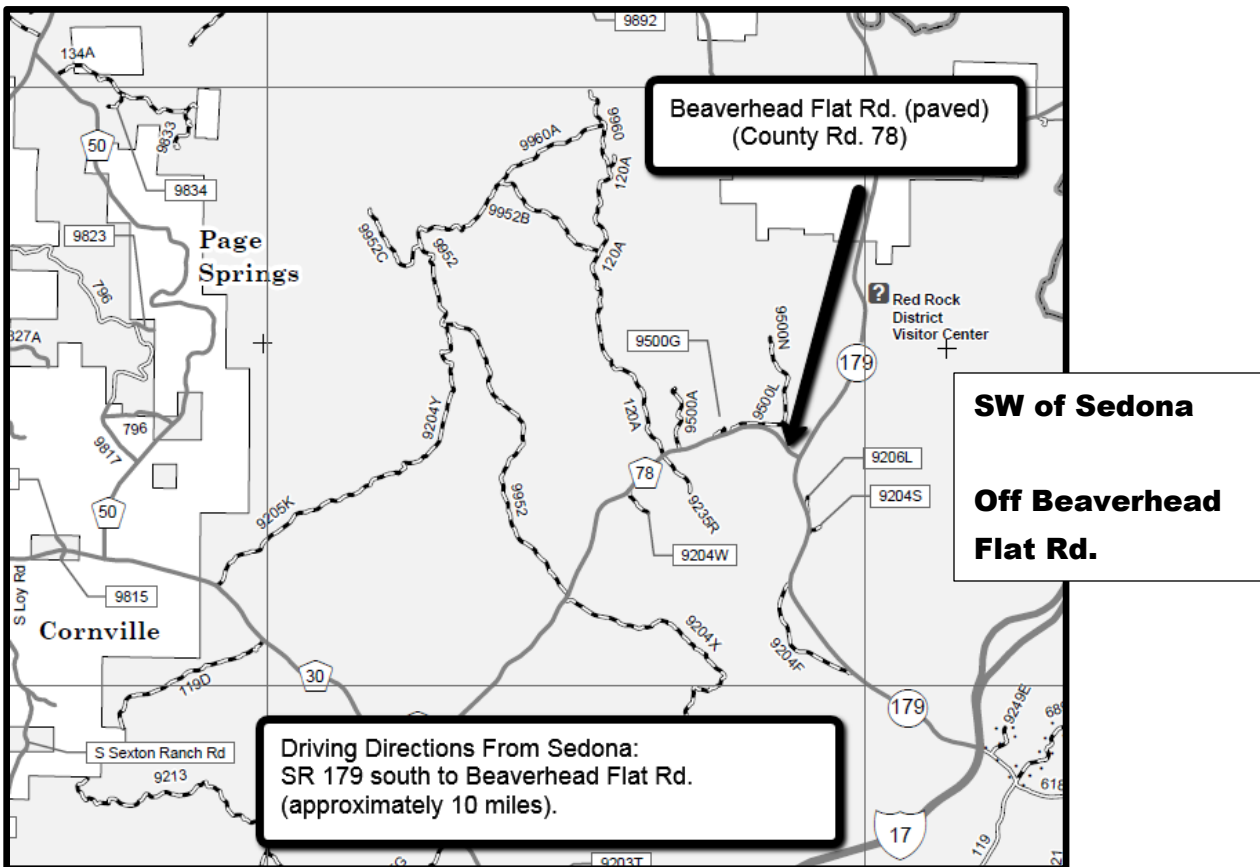 9892
134A
50
9833
9834
9823
Page
Springs
796
827A
796
9817
50
9815
S Loy Rd
Cornville
119D
S Sexton Ranch Rd
9213
30
9205K
9204Y
9952
9952C
9952
9952B
9960A
9960
120A
120A
120A
9500G
9500A
9500L
9500N
78
9235R
9204W
9204X
9204F
9206L
9204S
179
179
17
9249E
618
119
9203T
Beaverhead Flat Rd. (paved)
(County Rd. 78)
?
Red Rock
District
Visitor Center
SW of Sedona
Off Beaverhead
Flat Rd.
Driving Directions From Sedona:
SR 179 south to Beaverhead Flat Rd.
(approximately 10 miles).